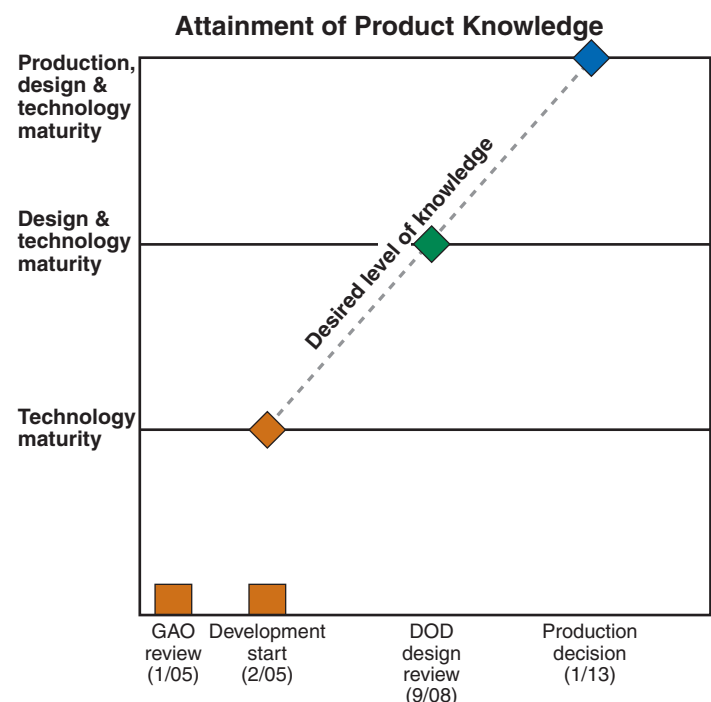 Attainment of Product Knowledge
Production,
design &
technology
maturity
Design &
technology
maturity
Desired level of knowledge
Technology
maturity
GAO
review
(1/05)
Development
start
(2/05)
DOD
design
review
(9/08)
Production
decision
(1/13)